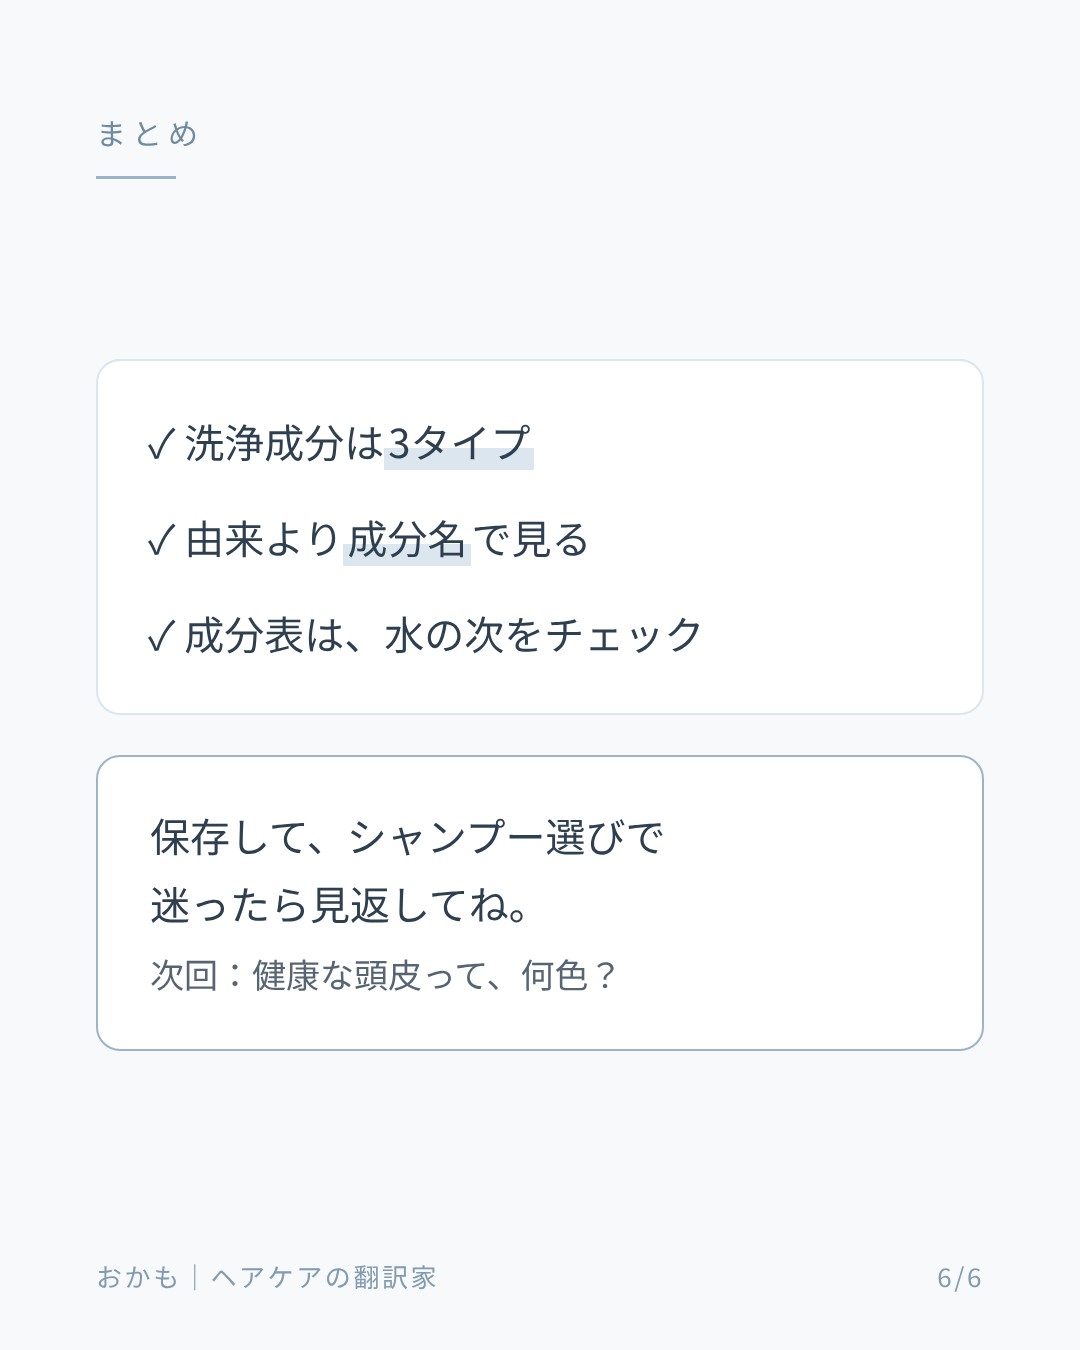 まとめ
✓ 洗浄成分は3タイプ
✓ 由来より成分名で見る
✓ 成分表は、水の次をチェック
保存して、シャンプー選びで
迷ったら見返してね。
次回：健康な頭皮って、何色？
おかも｜ヘアケアの翻訳家
6/6